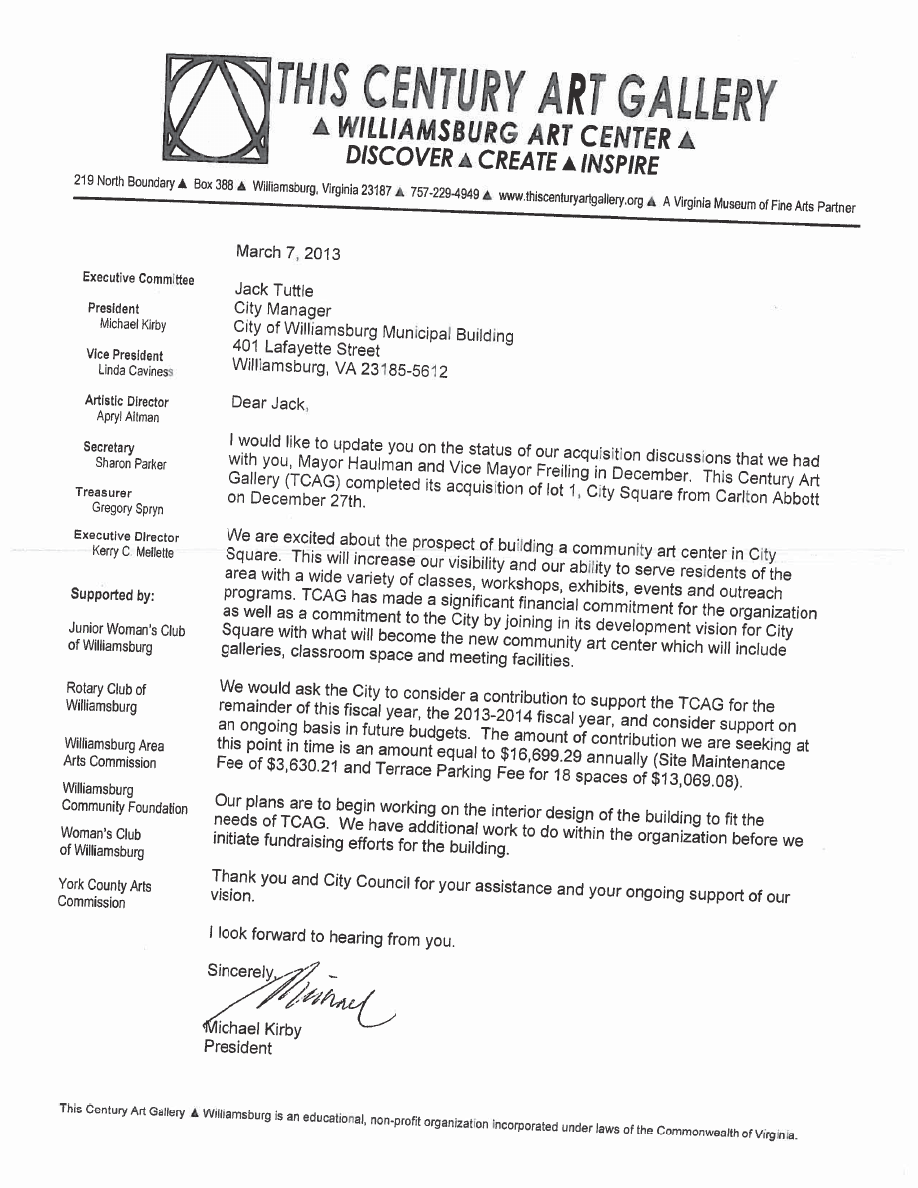 THIS CENTURY ART GALLERY
▲ WILLIAMSBURG ART CENTER ▲
DISCOVER ▲ CREATE ▲ INSPIRE
219 North Boundary ▲ Box 388 ▲ Williamsburg, Virginia 23187 ▲ 757-229-4949 ▲ www.thiscenturyartgallery.org ▲ A Virginia Museum of Fine Arts Partner
Executive Committee
President
Michael Kirby
Vice President
Linda Caviness
Artistic Director
Apryl Altman
Secretary
Sharon Parker
Treasurer
Gregory Spryn
Executive Director
Kerry C. Mellette
Supported by:
Junior Woman's Club
of Williamsburg
Rotary Club of
Williamsburg
Williamsburg Area
Arts Commission
Williamsburg
Community Foundation
Woman's Club
of Williamsburg
York County Arts
Commission
March 7, 2013
Jack Tuttle
City Manager
City of Williamsburg Municipal Building
401 Lafayette Street
Williamsburg, VA 23185-5612
Dear Jack,
I would like to update you on the status of our acquisition discussions that we had
with you, Mayor Haulman and Vice Mayor Freiling in December. This Century Art
Gallery (TCAG) completed its acquisition of lot 1, City Square from Carlton Abbott
on December 27th.
We are excited about the prospect of building a community art center in City
Square. This will increase our visibility and our ability to serve residents of the
area with a wide variety of classes, workshops, exhibits, events and outreach
programs. TCAG has made a significant financial commitment for the organization
as well as a commitment to the City by joining in its development vision for City
Square with what will become the new community art center which will include
galleries, classroom space and meeting facilities.
We would ask the City to consider a contribution to support the TCAG for the
remainder of this fiscal year, the 2013-2014 fiscal year, and consider support on
an ongoing basis in future budgets. The amount of contribution we are seeking at
this point in time is an amount equal to $16,699.29 annually (Site Maintenance
Fee of $3,630.21 and Terrace Parking Fee for 18 spaces of $13,069.08).
Our plans are to begin working on the interior design of the building to fit the
needs of TCAG. We have additional work to do within the organization before we
initiate fundraising efforts for the building.
Thank you and City Council for your assistance and your ongoing support of our
vision.
I look forward to hearing from you.
Sincerely,
Michael
Michael Kirby
President
This Century Art Gallery ▲ Williamsburg is an educational, non-profit organization incorporated under laws of the Commonwealth of Virginia.